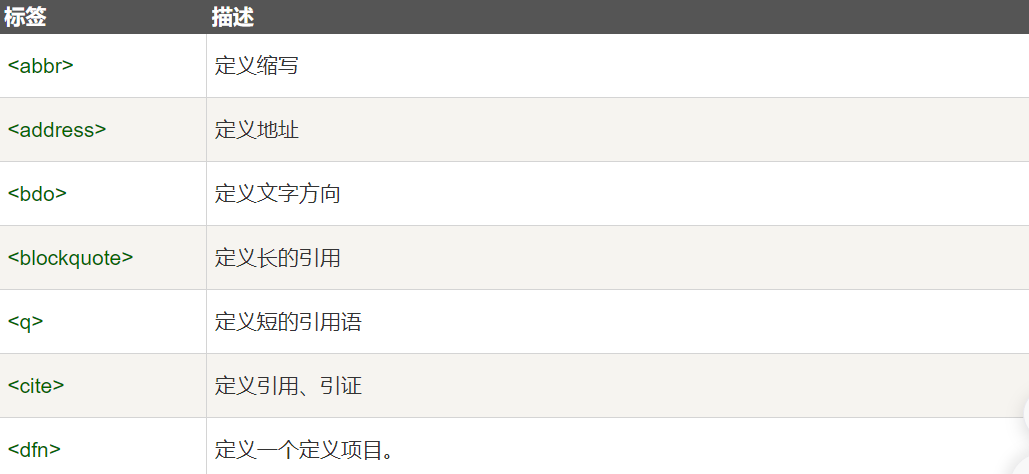 标签 描述
<abbr> 定义缩写
<address> 定义地址
<bdo> 定义文字方向
<blockquote> 定义长的引用
<q> 定义短的引用语
<cite> 定义引用、引证
<dfn> 定义一个定义项目。